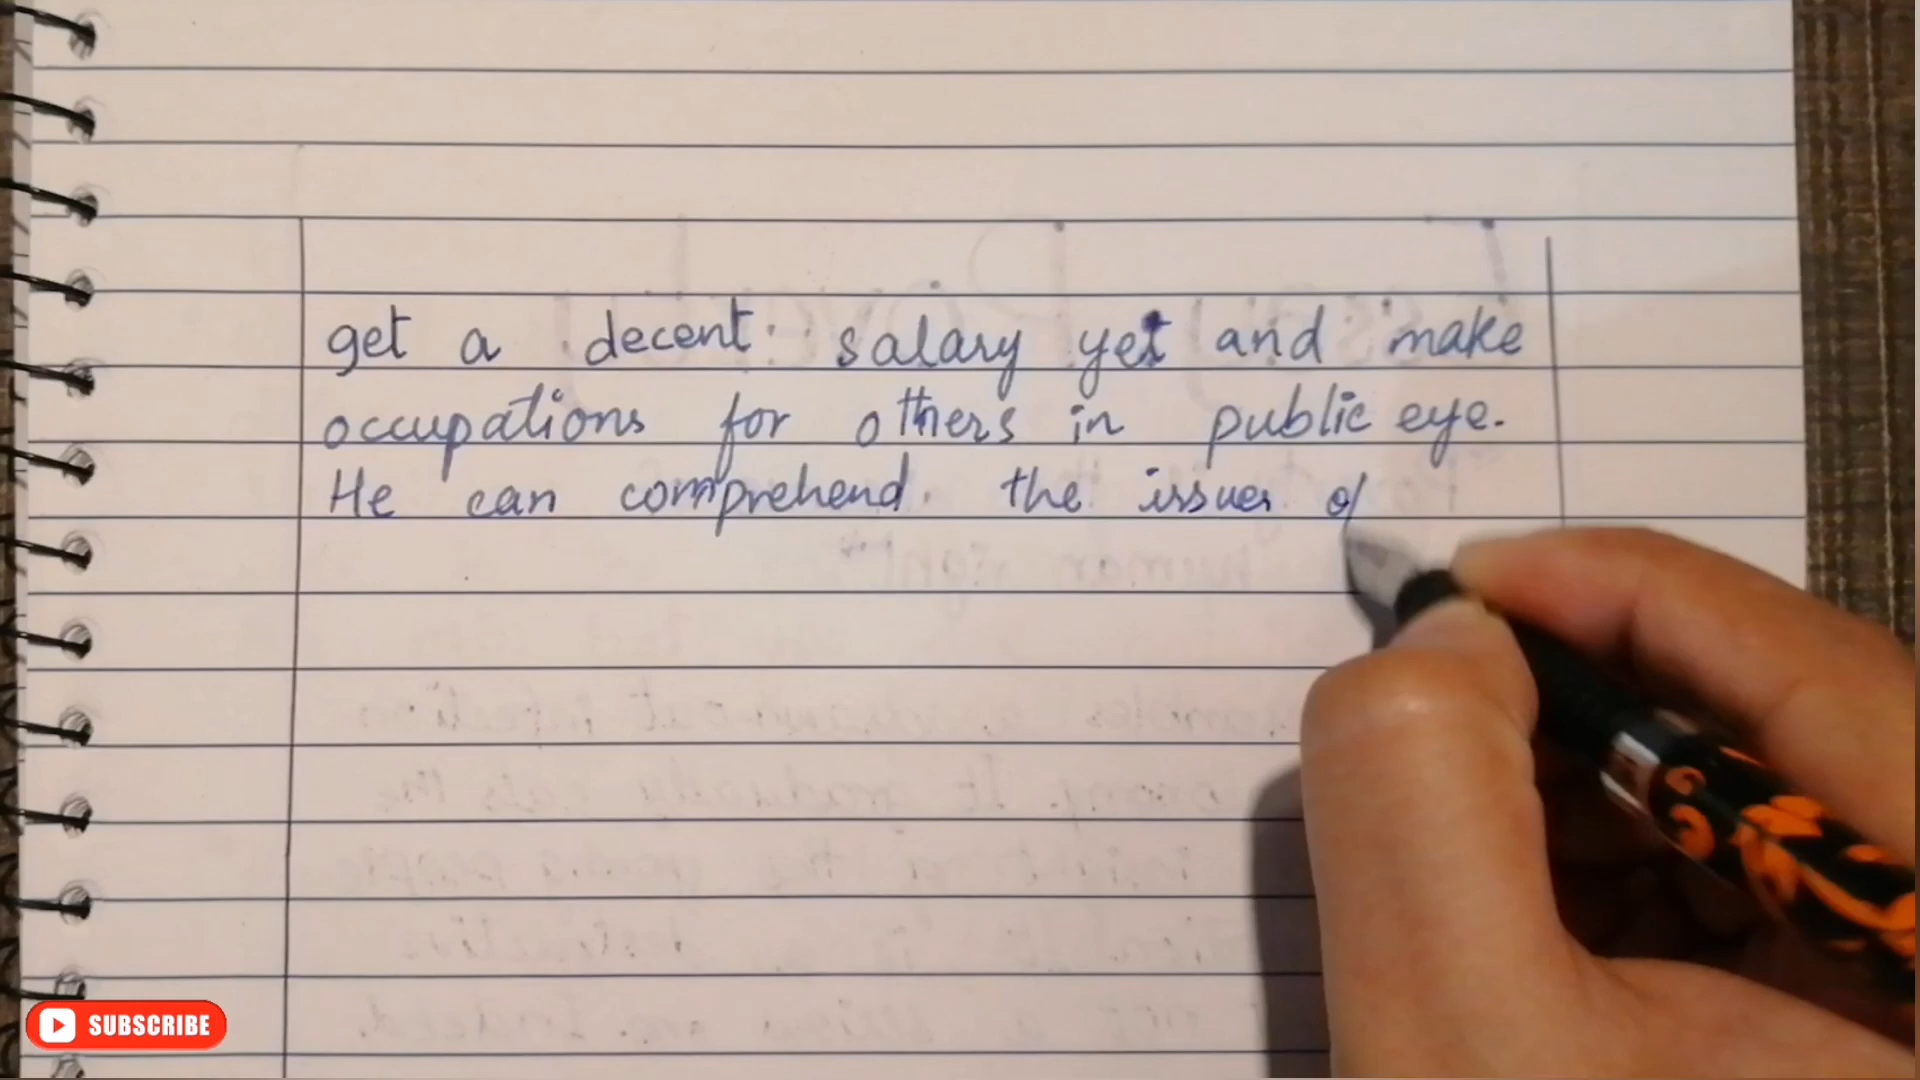 get a decent salary yet and make
occupations for others in public eye.
He can comprehend. the issues of
SUBSCRIBE